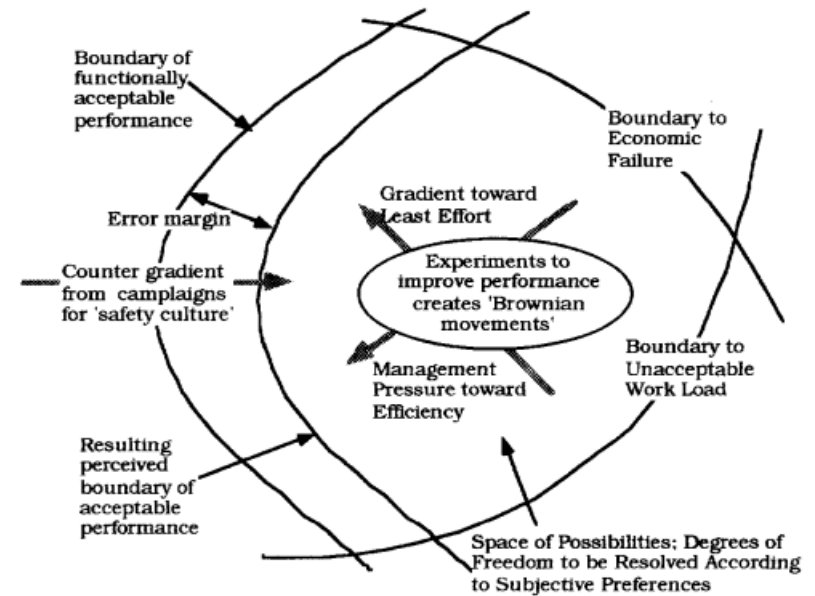 Boundary of
functionally
acceptable
performance
Boundary to
Economic
Failure
Gradient toward
Least Effort
Error margin
Experiments to
improve performance
creates 'Brownian
movements'
Counter gradient
from camplaigns
for 'safety culture'
Boundary to
Unacceptable
Work Load
Management
Pressure toward
Efficiency
Resulting
perceived
boundary of
acceptable
performance
Space of Possibilities; Degrees of
Freedom to be Resolved According
to Subjective Preferences